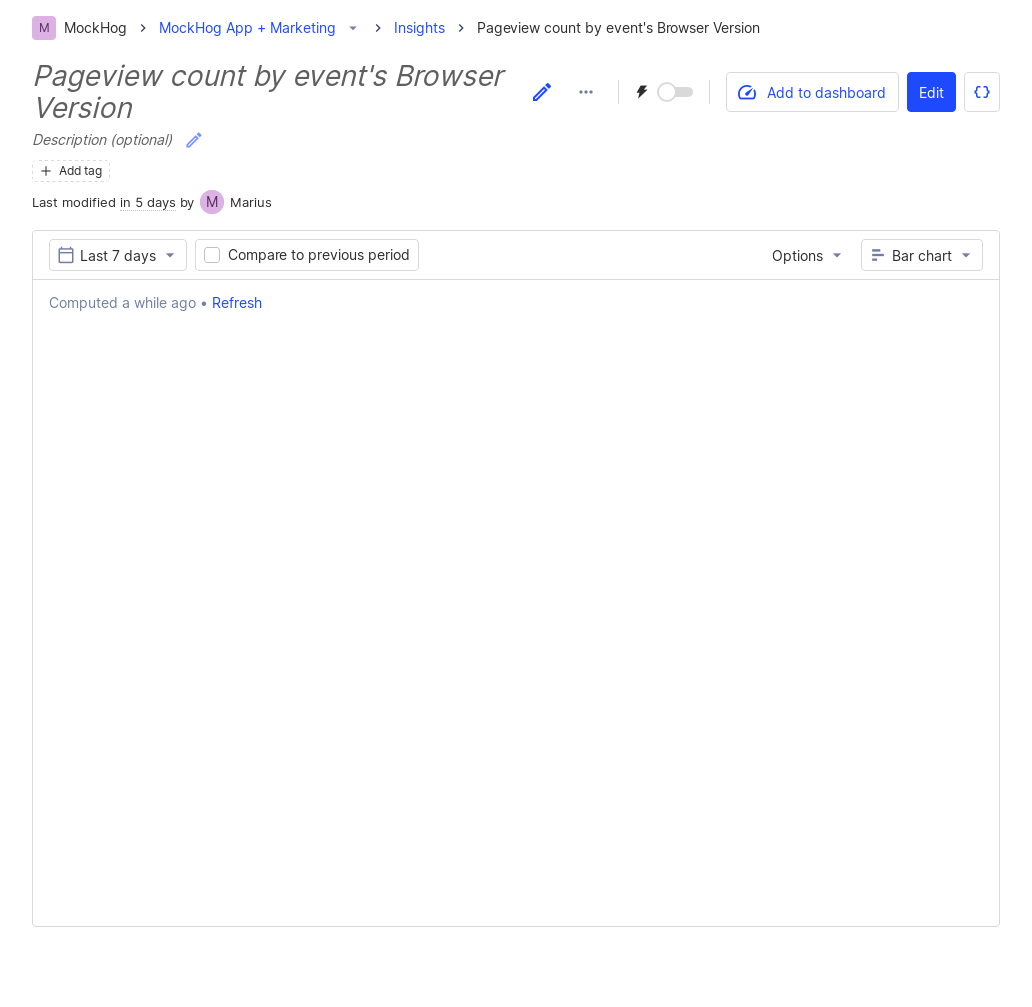 M MockHog MockHog App + Marketing Insights Pageview count by event's Browser Version
Pageview count by event's Browser
Version
Add to dashboard Edit
Description (optional)
Add tag
Last modified in 5 days by M Marius
Last 7 days Compare to previous period Options Bar chart
Computed a while ago • Refresh